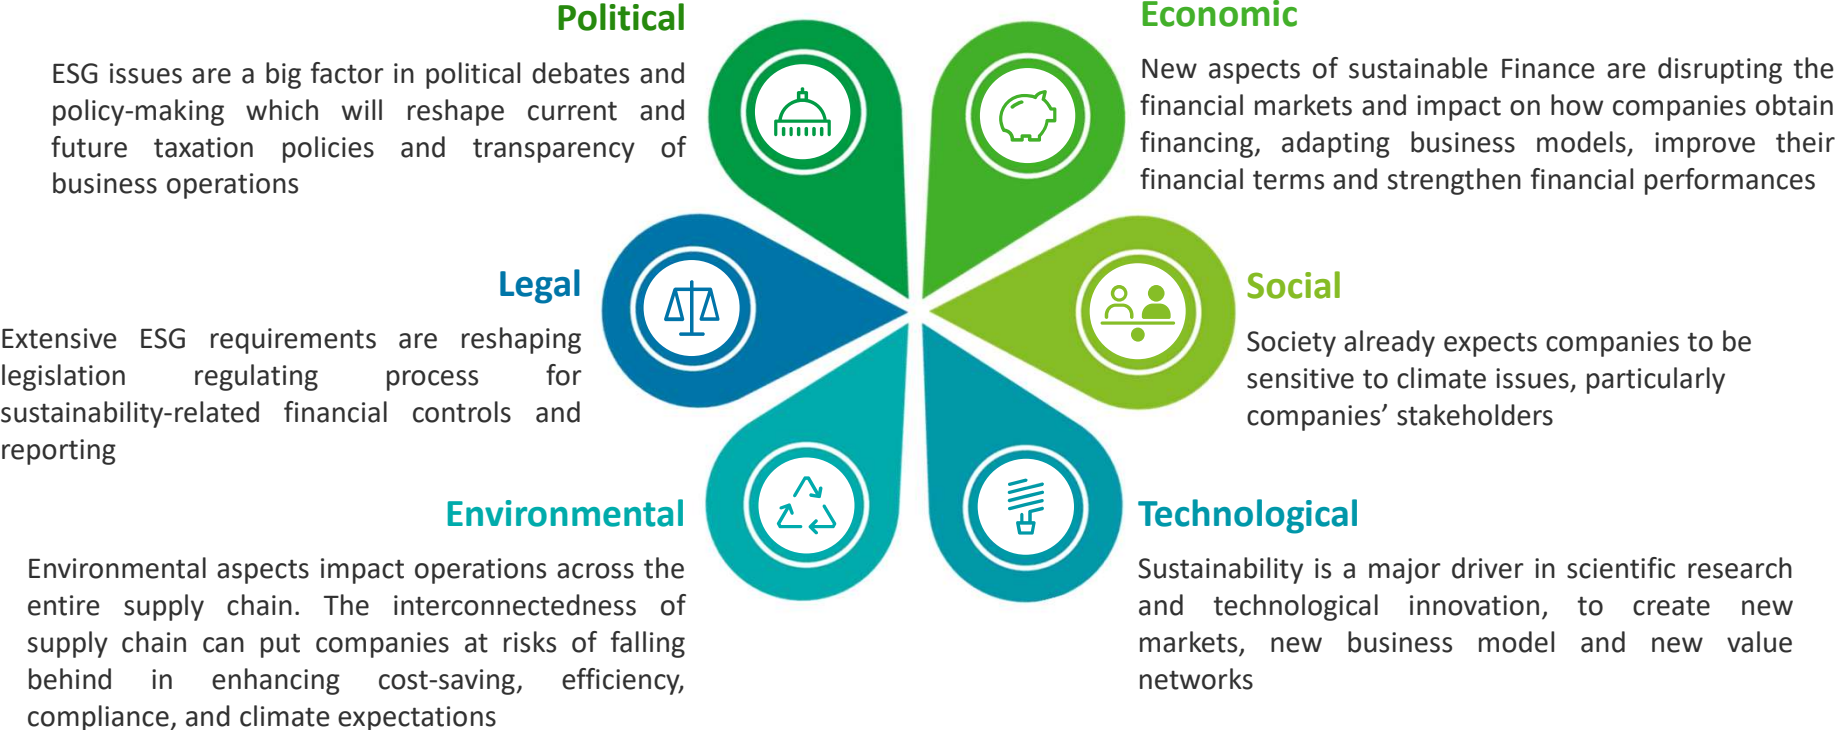 Political
ESG issues are a big factor in political debates and
policy-making which will reshape current and
future taxation policies and transparency of
business operations
Economic
New aspects of sustainable Finance are disrupting the
financial markets and impact on how companies obtain
financing, adapting business models, improve their
financial terms and strengthen financial performances
Legal
Extensive ESG requirements are reshaping
legislation regulating process for
sustainability-related financial controls and
reporting
Social
Society already expects companies to be
sensitive to climate issues, particularly
companies’ stakeholders
Environmental
Environmental aspects impact operations across the
entire supply chain. The interconnectedness of
supply chain can put companies at risks of falling
behind in enhancing cost-saving, efficiency,
compliance, and climate expectations
Technological
Sustainability is a major driver in scientific research
and technological innovation, to create new
markets, new business model and new value
networks